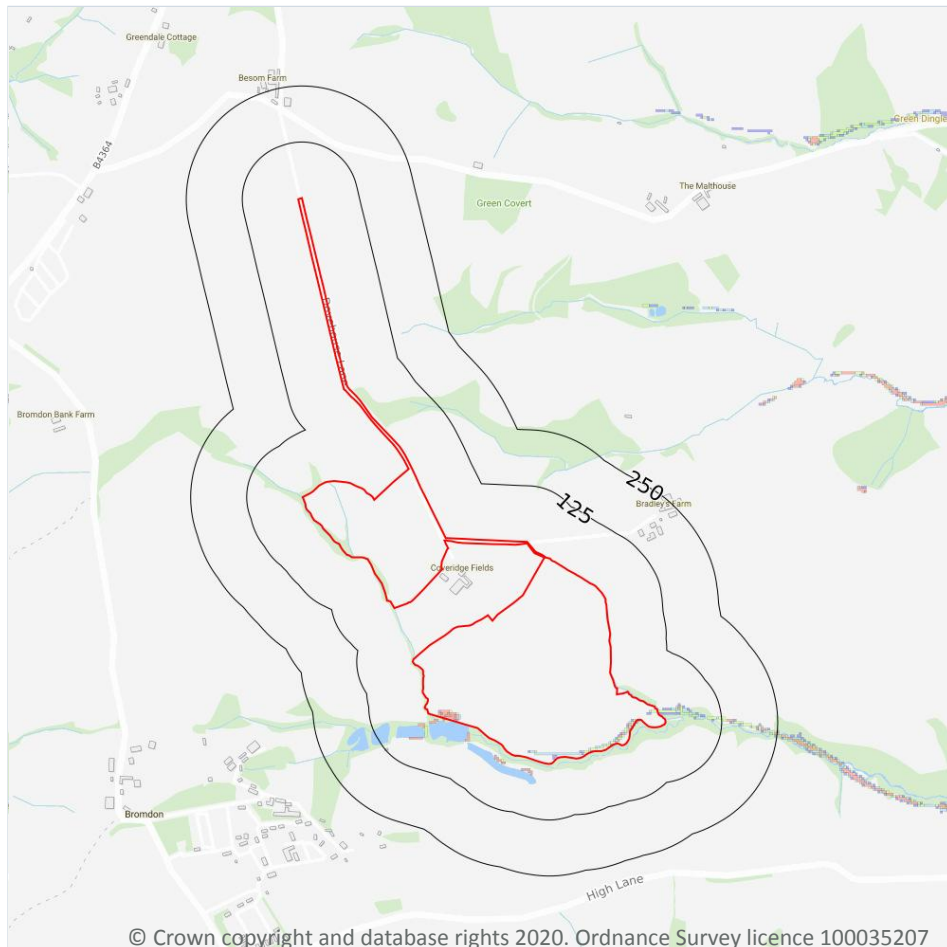 Greendale Cottage
Besom Farm
B4364
Green Dingle
The Malthouse
Green Covert
Bromdon Bank Farm
250
125
Bradley's Farm
Coveridge Fields
Bromdon
High Lane
© Crown copyright and database rights 2020. Ordnance Survey licence 100035207